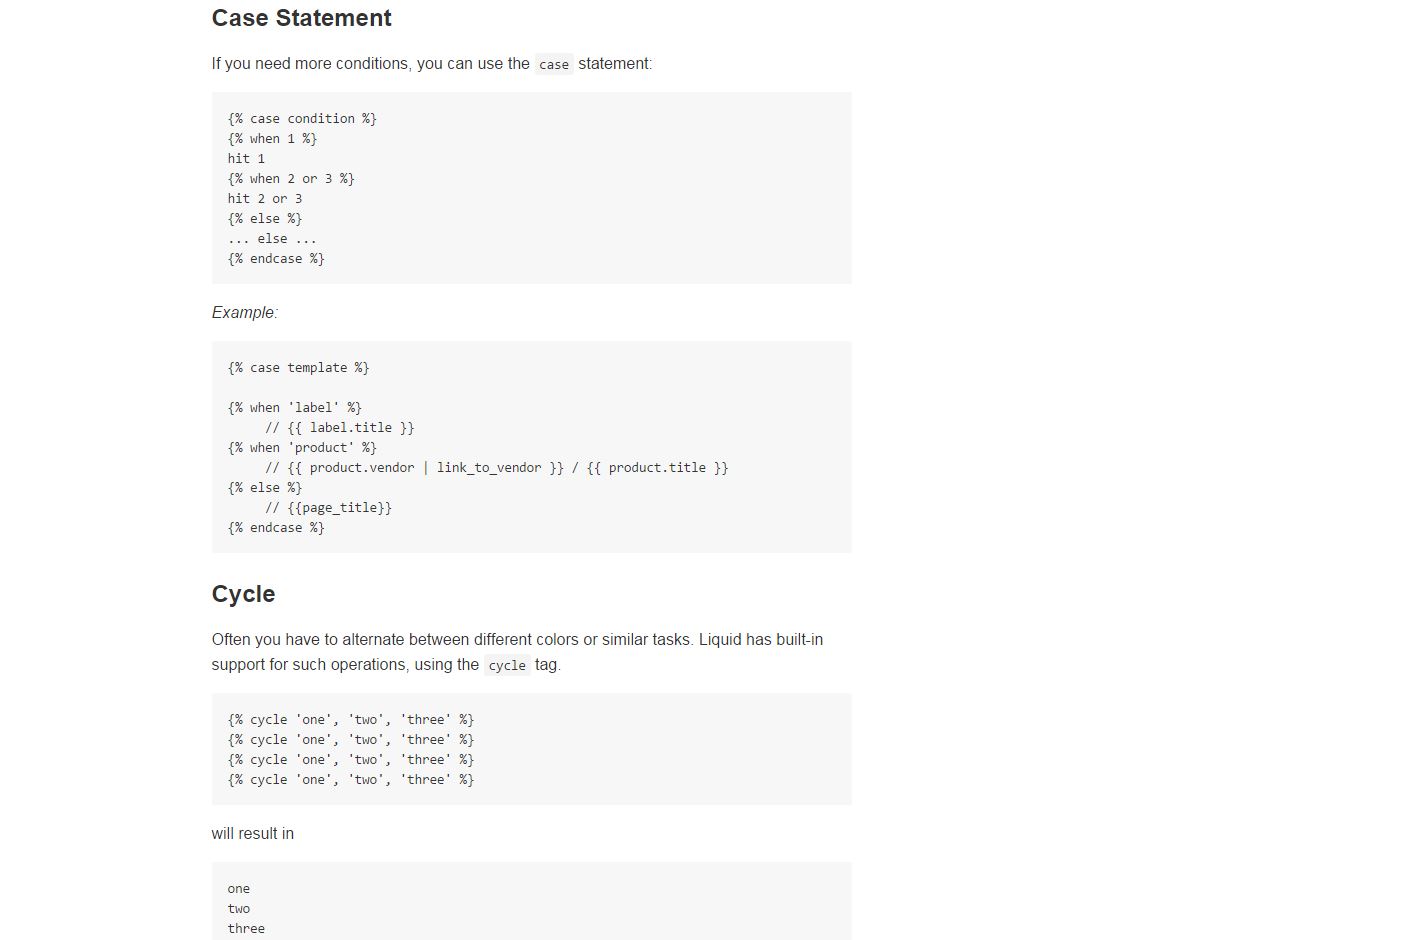 Case Statement
If you need more conditions, you can use the case statement:
{% case condition %}
{% when 1 %}
hit 1
{% when 2 or 3 %}
hit 2 or 3
{% else %}
... else ...
{% endcase %}
Example:
{% case template %}
{% when 'label' %}
// {{ label.title }}
{% when 'product' %}
// {{ product.vendor | link_to_vendor }} / {{ product.title }}
{% else %}
// {{page_title}}
{% endcase %}
Cycle
Often you have to alternate between different colors or similar tasks. Liquid has built-in
support for such operations, using the cycle tag.
{% cycle 'one', 'two', 'three' %}
{% cycle 'one', 'two', 'three' %}
{% cycle 'one', 'two', 'three' %}
{% cycle 'one', 'two', 'three' %}
will result in
one
two
three